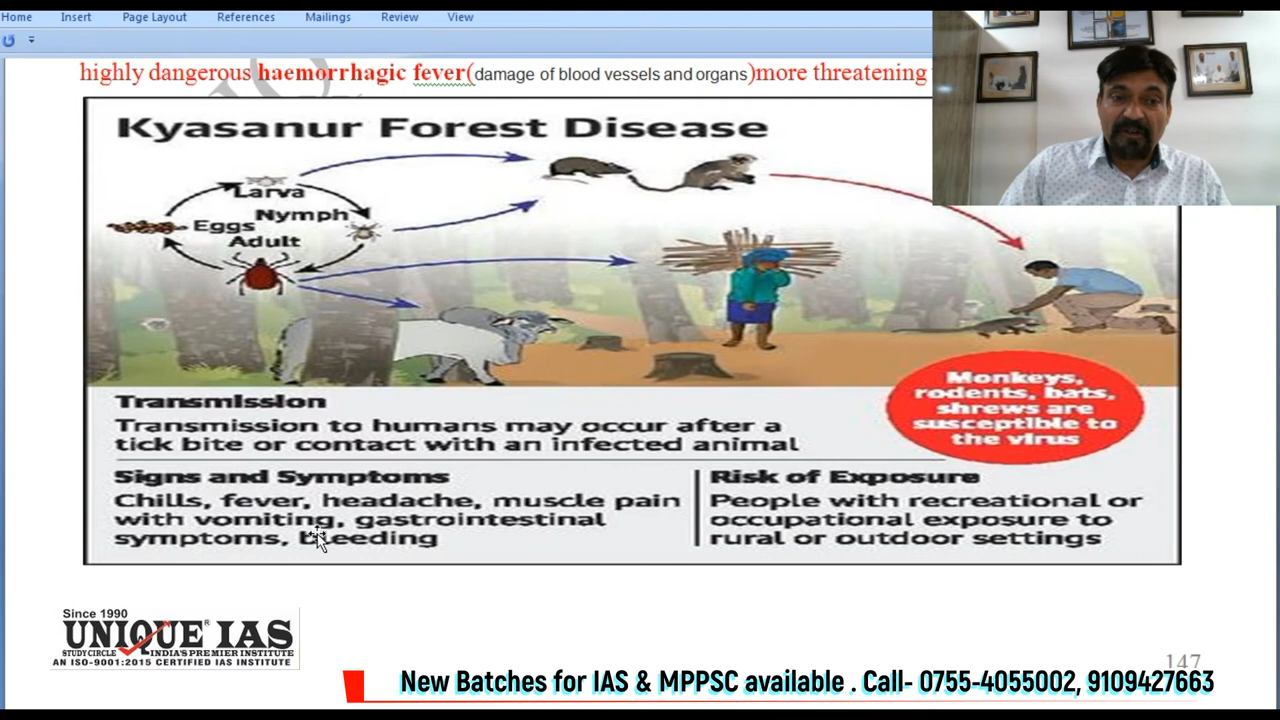 Home Insert Page Layout References Mailings Review View
highly dangerous haemorrhagic fever(damage of blood vessels and organs)more threatening
Kyasanur Forest Disease
Larva
Nymph
Eggs
Adult
Monkeys,
rodents, bats,
shrews are
susceptible to
the virus
Transmission
Transmission to humans may occur after a
tick bite or contact with an infected animal
Signs and Symptoms
Chills, fever, headache, muscle pain
with vomiting, gastrointestinal
symptoms, bleeding
Risk of Exposure
People with recreational or
occupational exposure to
rural or outdoor settings
Since 1990
UNIQUE IAS
STUDY CIRCLE INDIA'S PREMIER INSTITUTE
AN ISO-9001:2015 CERTIFIED IAS INSTITUTE
147
New Batches for IAS & MPPSC available . Call- 0755-4055002, 9109427663